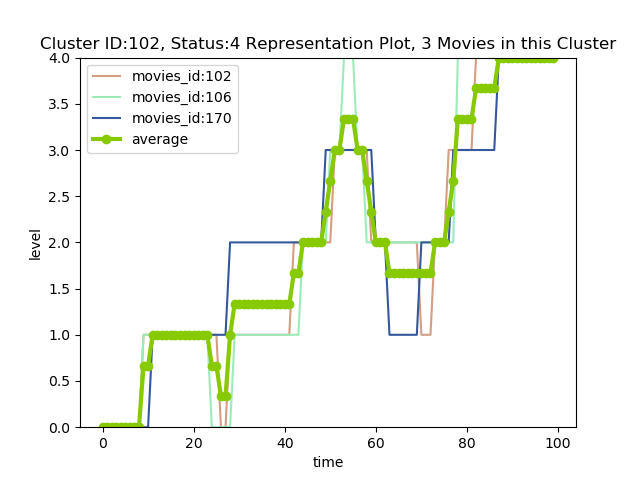 Cluster ID:102, Status:4 Representation Plot, 3 Movies in this Cluster
movies_id:102
movies_id:106
movies_id:170
average
level
4.0
3.5
3.0
2.5
2.0
1.5
1.0
0.5
0.0
0 20 40 60 80 100
time